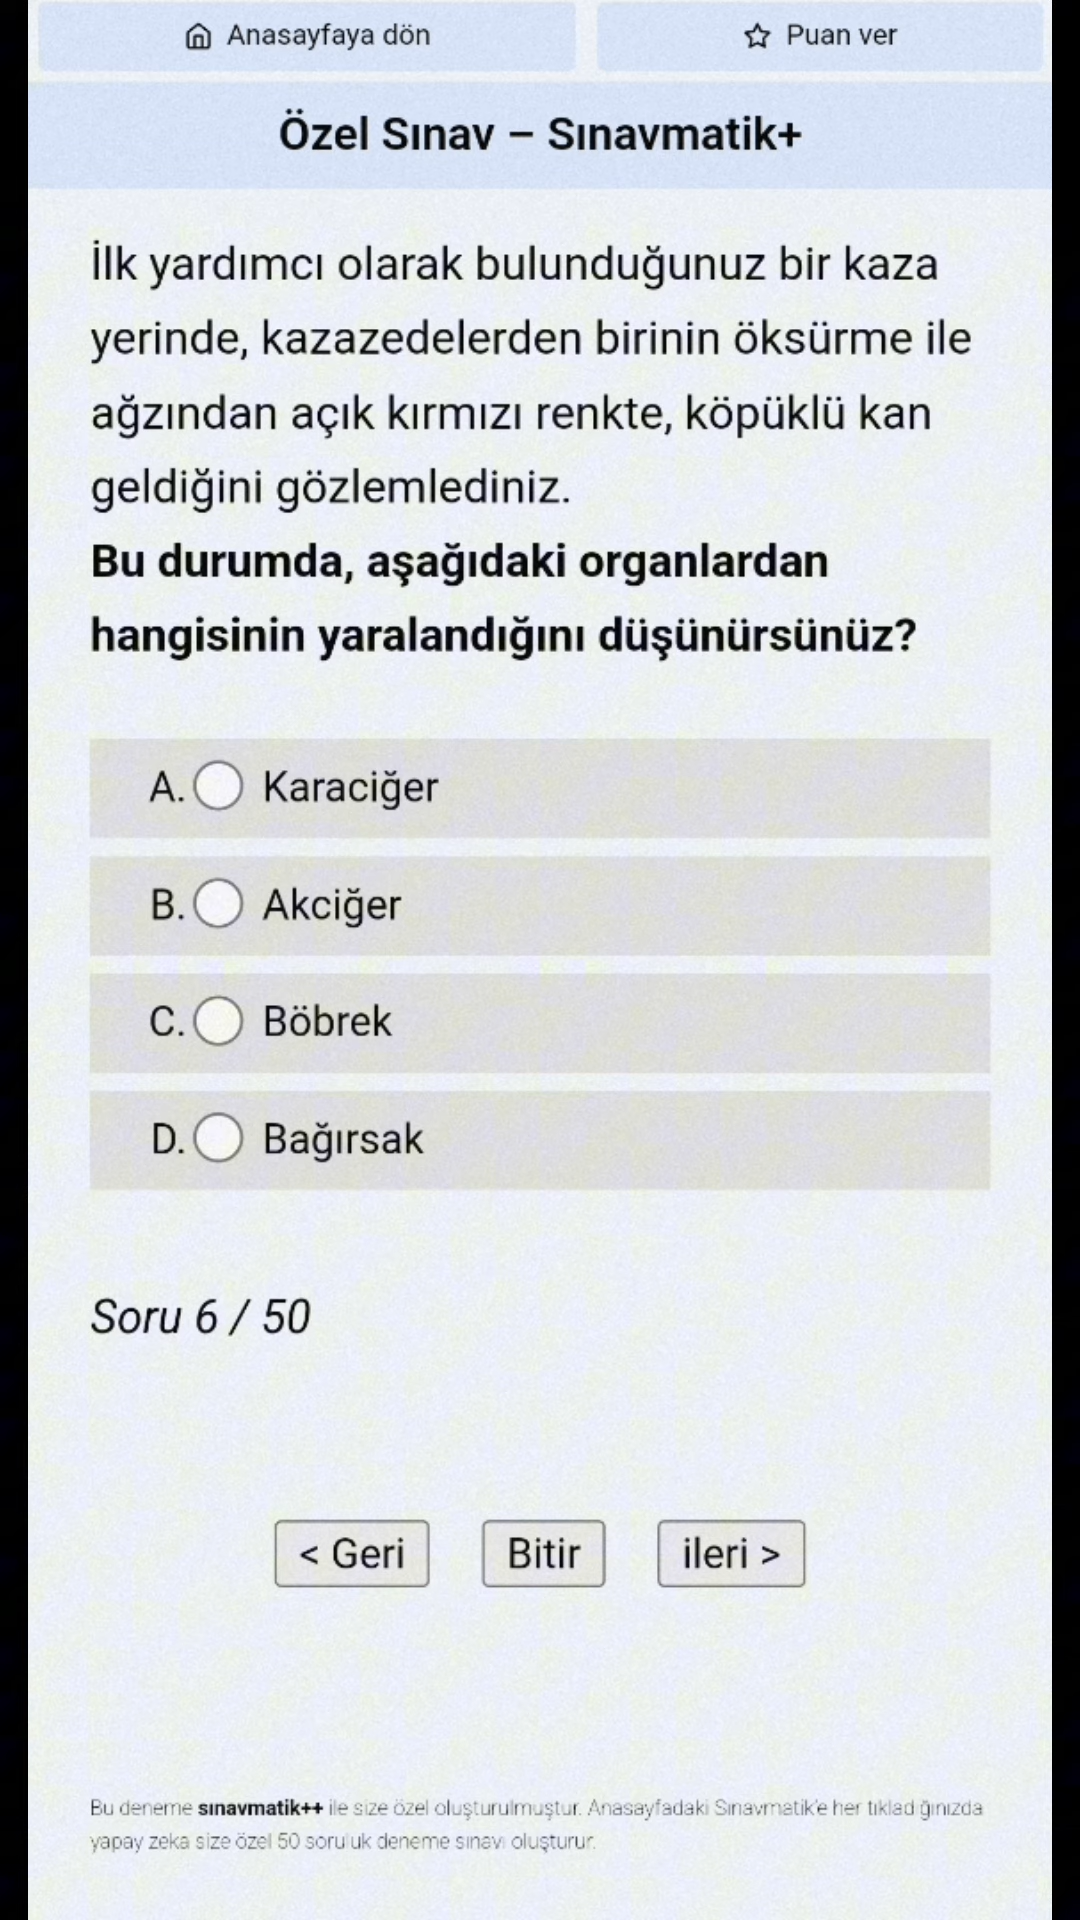 Anasayfaya dön
Puan ver
Özel Sınav – Sınavmatik+
İlk yardımcı olarak bulunduğunuz bir kaza
yerinde, kazazedelerden birinin öksürme ile
ağzından açık kırmızı renkte, köpüklü kan
geldiğini gözlemlediniz.
Bu durumda, aşağıdaki organlardan
hangisinin yaralandığını düşünürsünüz?
A. Karaciğer
B. Akciğer
C. Böbrek
D. Bağırsak
Soru 6 / 50
< Geri
Bitir
ileri >
Bu deneme sınavmatik++ ile size özel oluşturulmuştur. Anasayfadaki Sınavmatik'e her tıkladığınızda
yapay zeka size özel 50 soruluk deneme sınavı oluşturur.